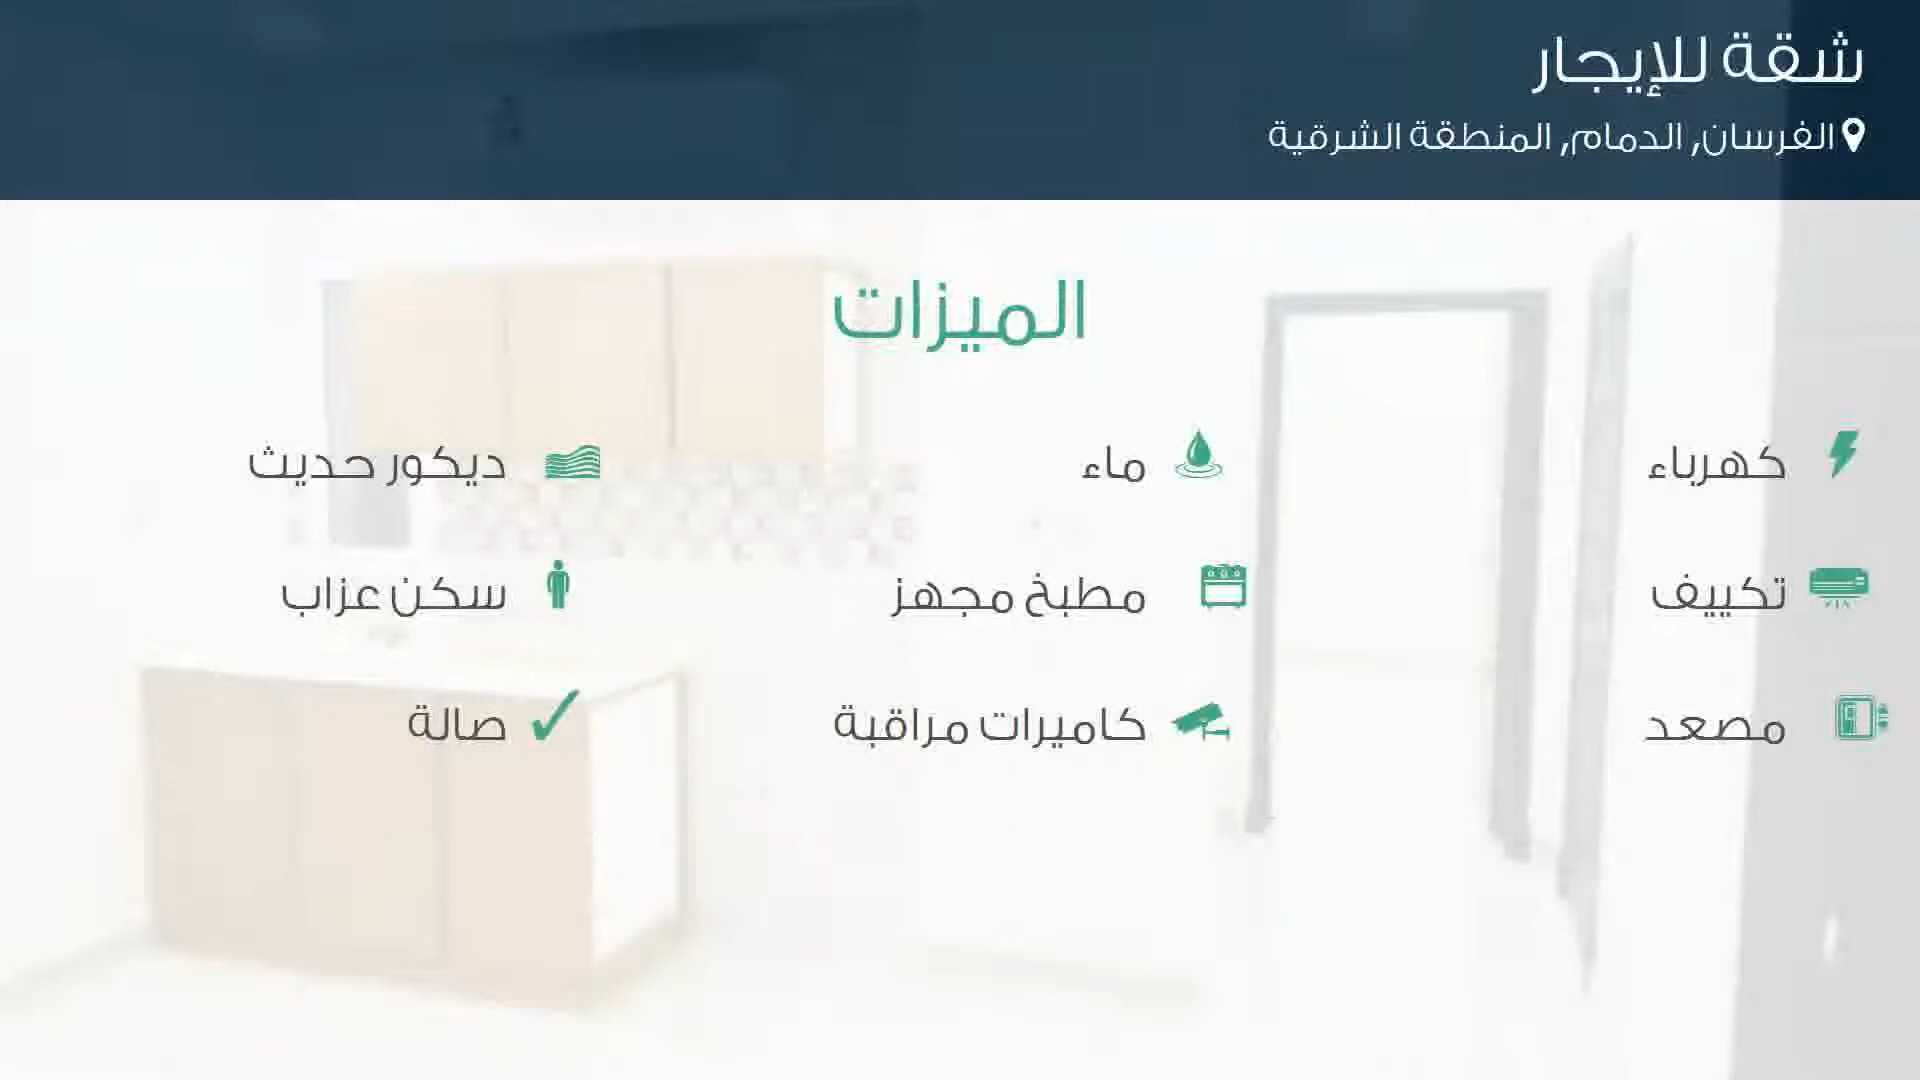 شقة للإيجار
الفرسان, الدمام, المنطقة الشرقية
الميزات
كهرباء
ماء
ديكور حديث
تكييف
مطبخ مجهز
سكن عزاب
مصعد
كاميرات مراقبة
صالة